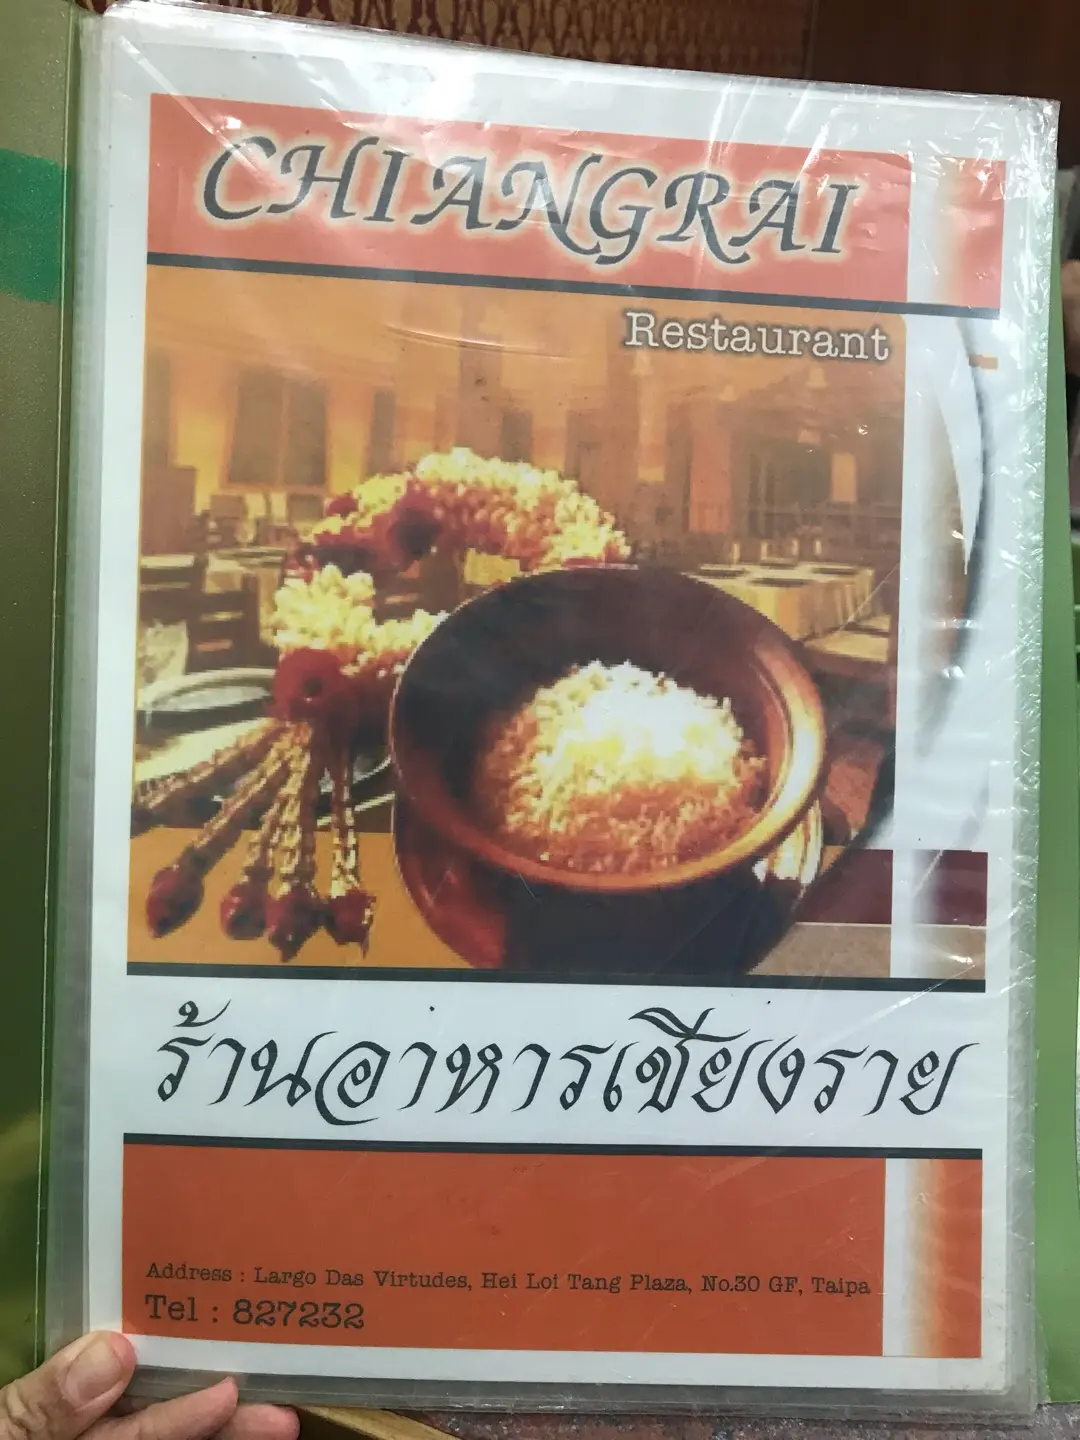 CHIANGRAI
Restaurant
ร้านอาหารเชียงราย
Address : Largo Das Virtudes, Hei Loi Tang Plaza, No.30 GF, Taipa
Tel : 827232